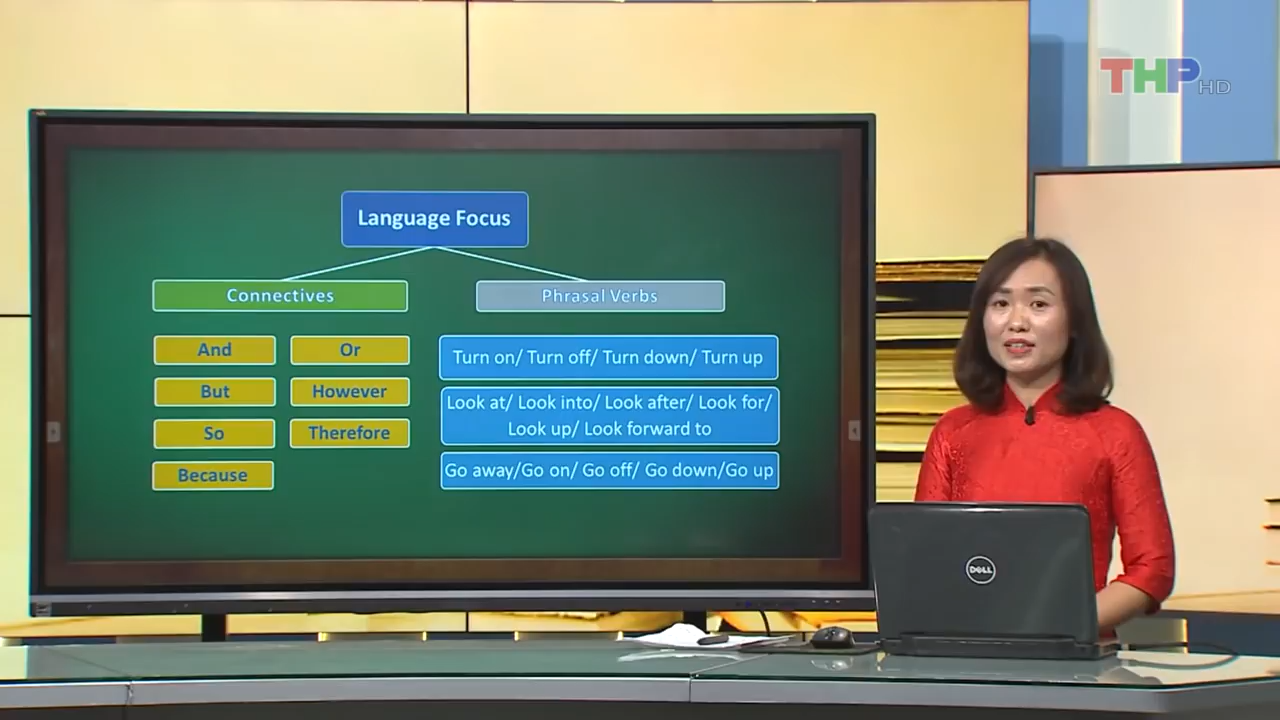 THP HD
Language Focus
Connectives
Phrasal Verbs
And
Or
But
However
So
Therefore
Because
Turn on/ Turn off/ Turn down/ Turn up
Look at/ Look into/ Look after/ Look for/
Look up/ Look forward to
Go away/Go on/ Go off/ Go down/Go up
DELL